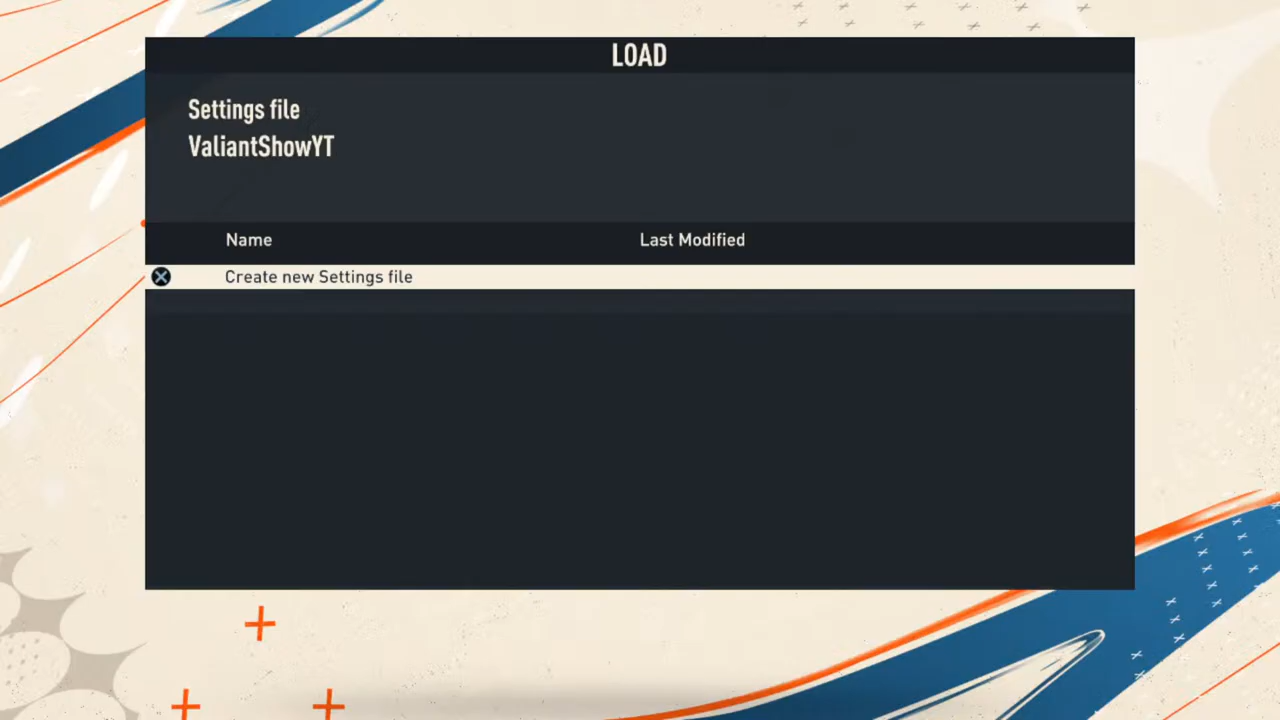 LOAD
Settings file
ValiantShowYT
Name Last Modified
Create new Settings file